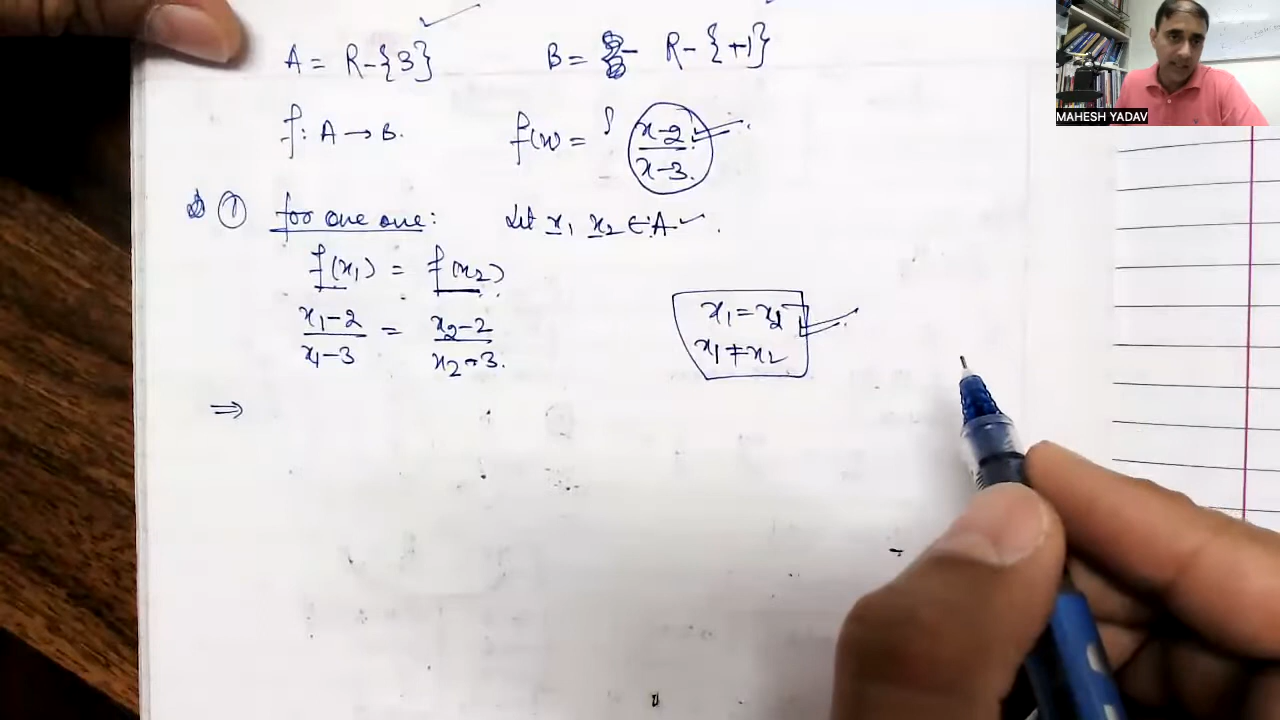 A = R-{3} B = R-{+1}
f: A → B. f(x) = x-2/x-3.
① for one one: Let x₁ x₂ ∈ A
f(x₁) = f(x₂)
x₁-2/x₁-3 = x₂-2/x₂-3.
x₁ = x₂
x₁ ≠ x₂
⇒
MAHESH YADAV